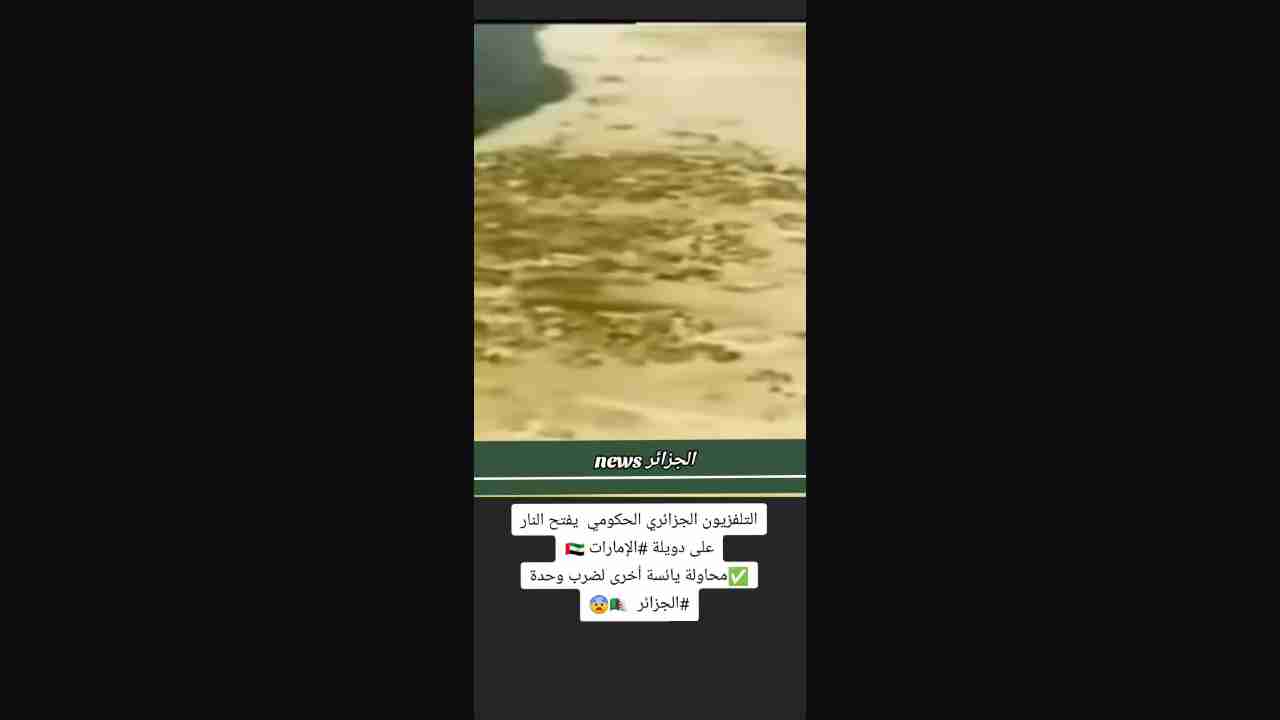 الجزائر news
التلفزيون الجزائري الحكومي يفتح النار
على دويلة #الإمارات 🇦🇪
✅محاولة يائسة أخرى لضرب وحدة
#الجزائر 🇩🇿😨